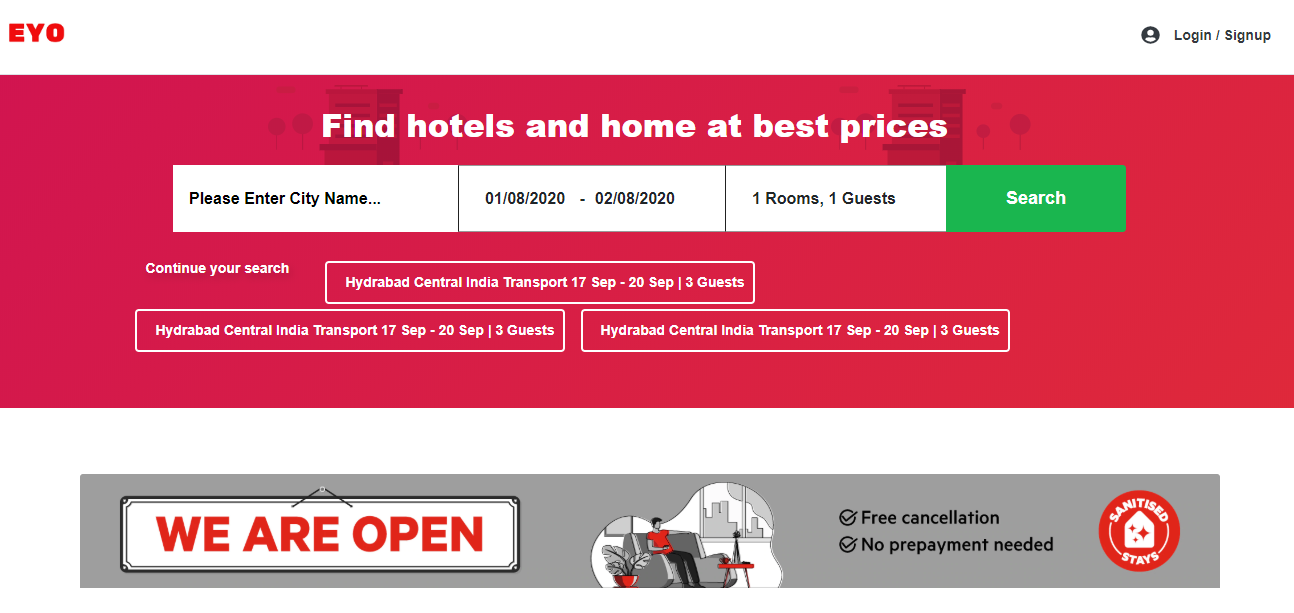 EYO
Login / Signup
Find hotels and home at best prices
Please Enter City Name...
01/08/2020 - 02/08/2020
1 Rooms, 1 Guests
Search
Continue your search
Hydrabad Central India Transport 17 Sep - 20 Sep | 3 Guests
Hydrabad Central India Transport 17 Sep - 20 Sep | 3 Guests
Hydrabad Central India Transport 17 Sep - 20 Sep | 3 Guests
WE ARE OPEN
Free cancellation
No prepayment needed
SANITISED
STAYS